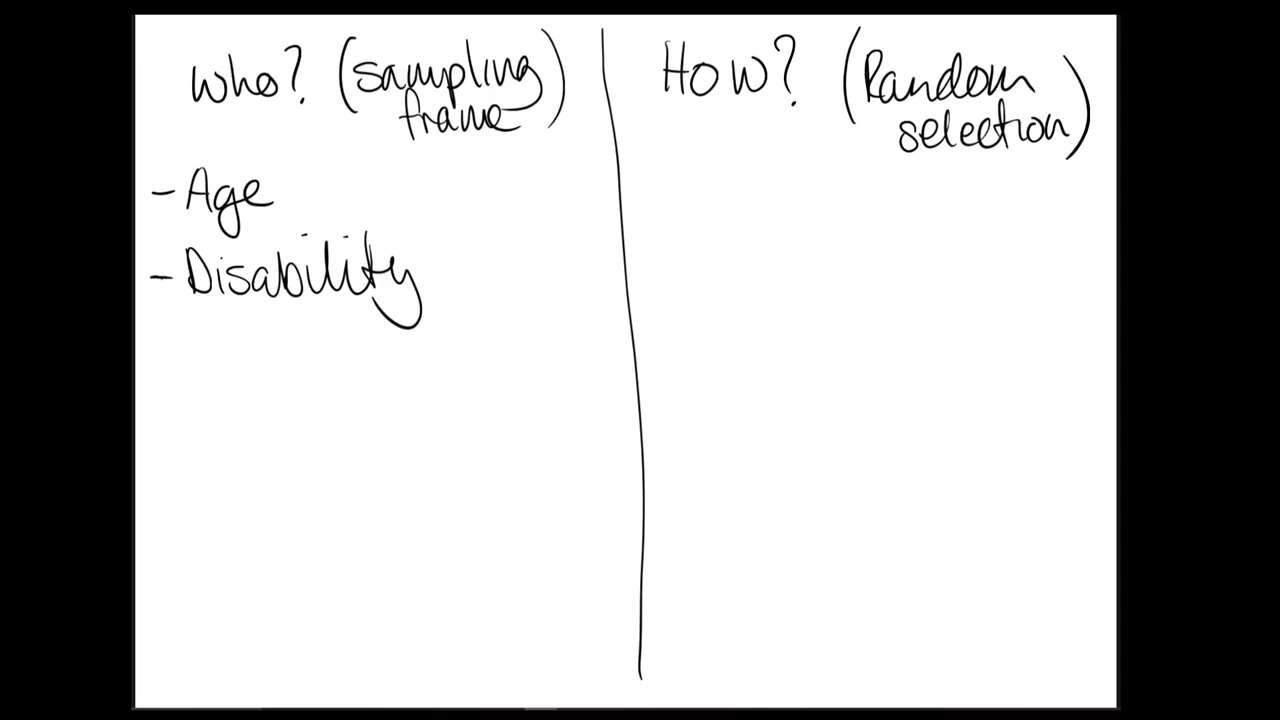 Who? (sampling
frame)
- Age
- Disability
How? (Random
selection)